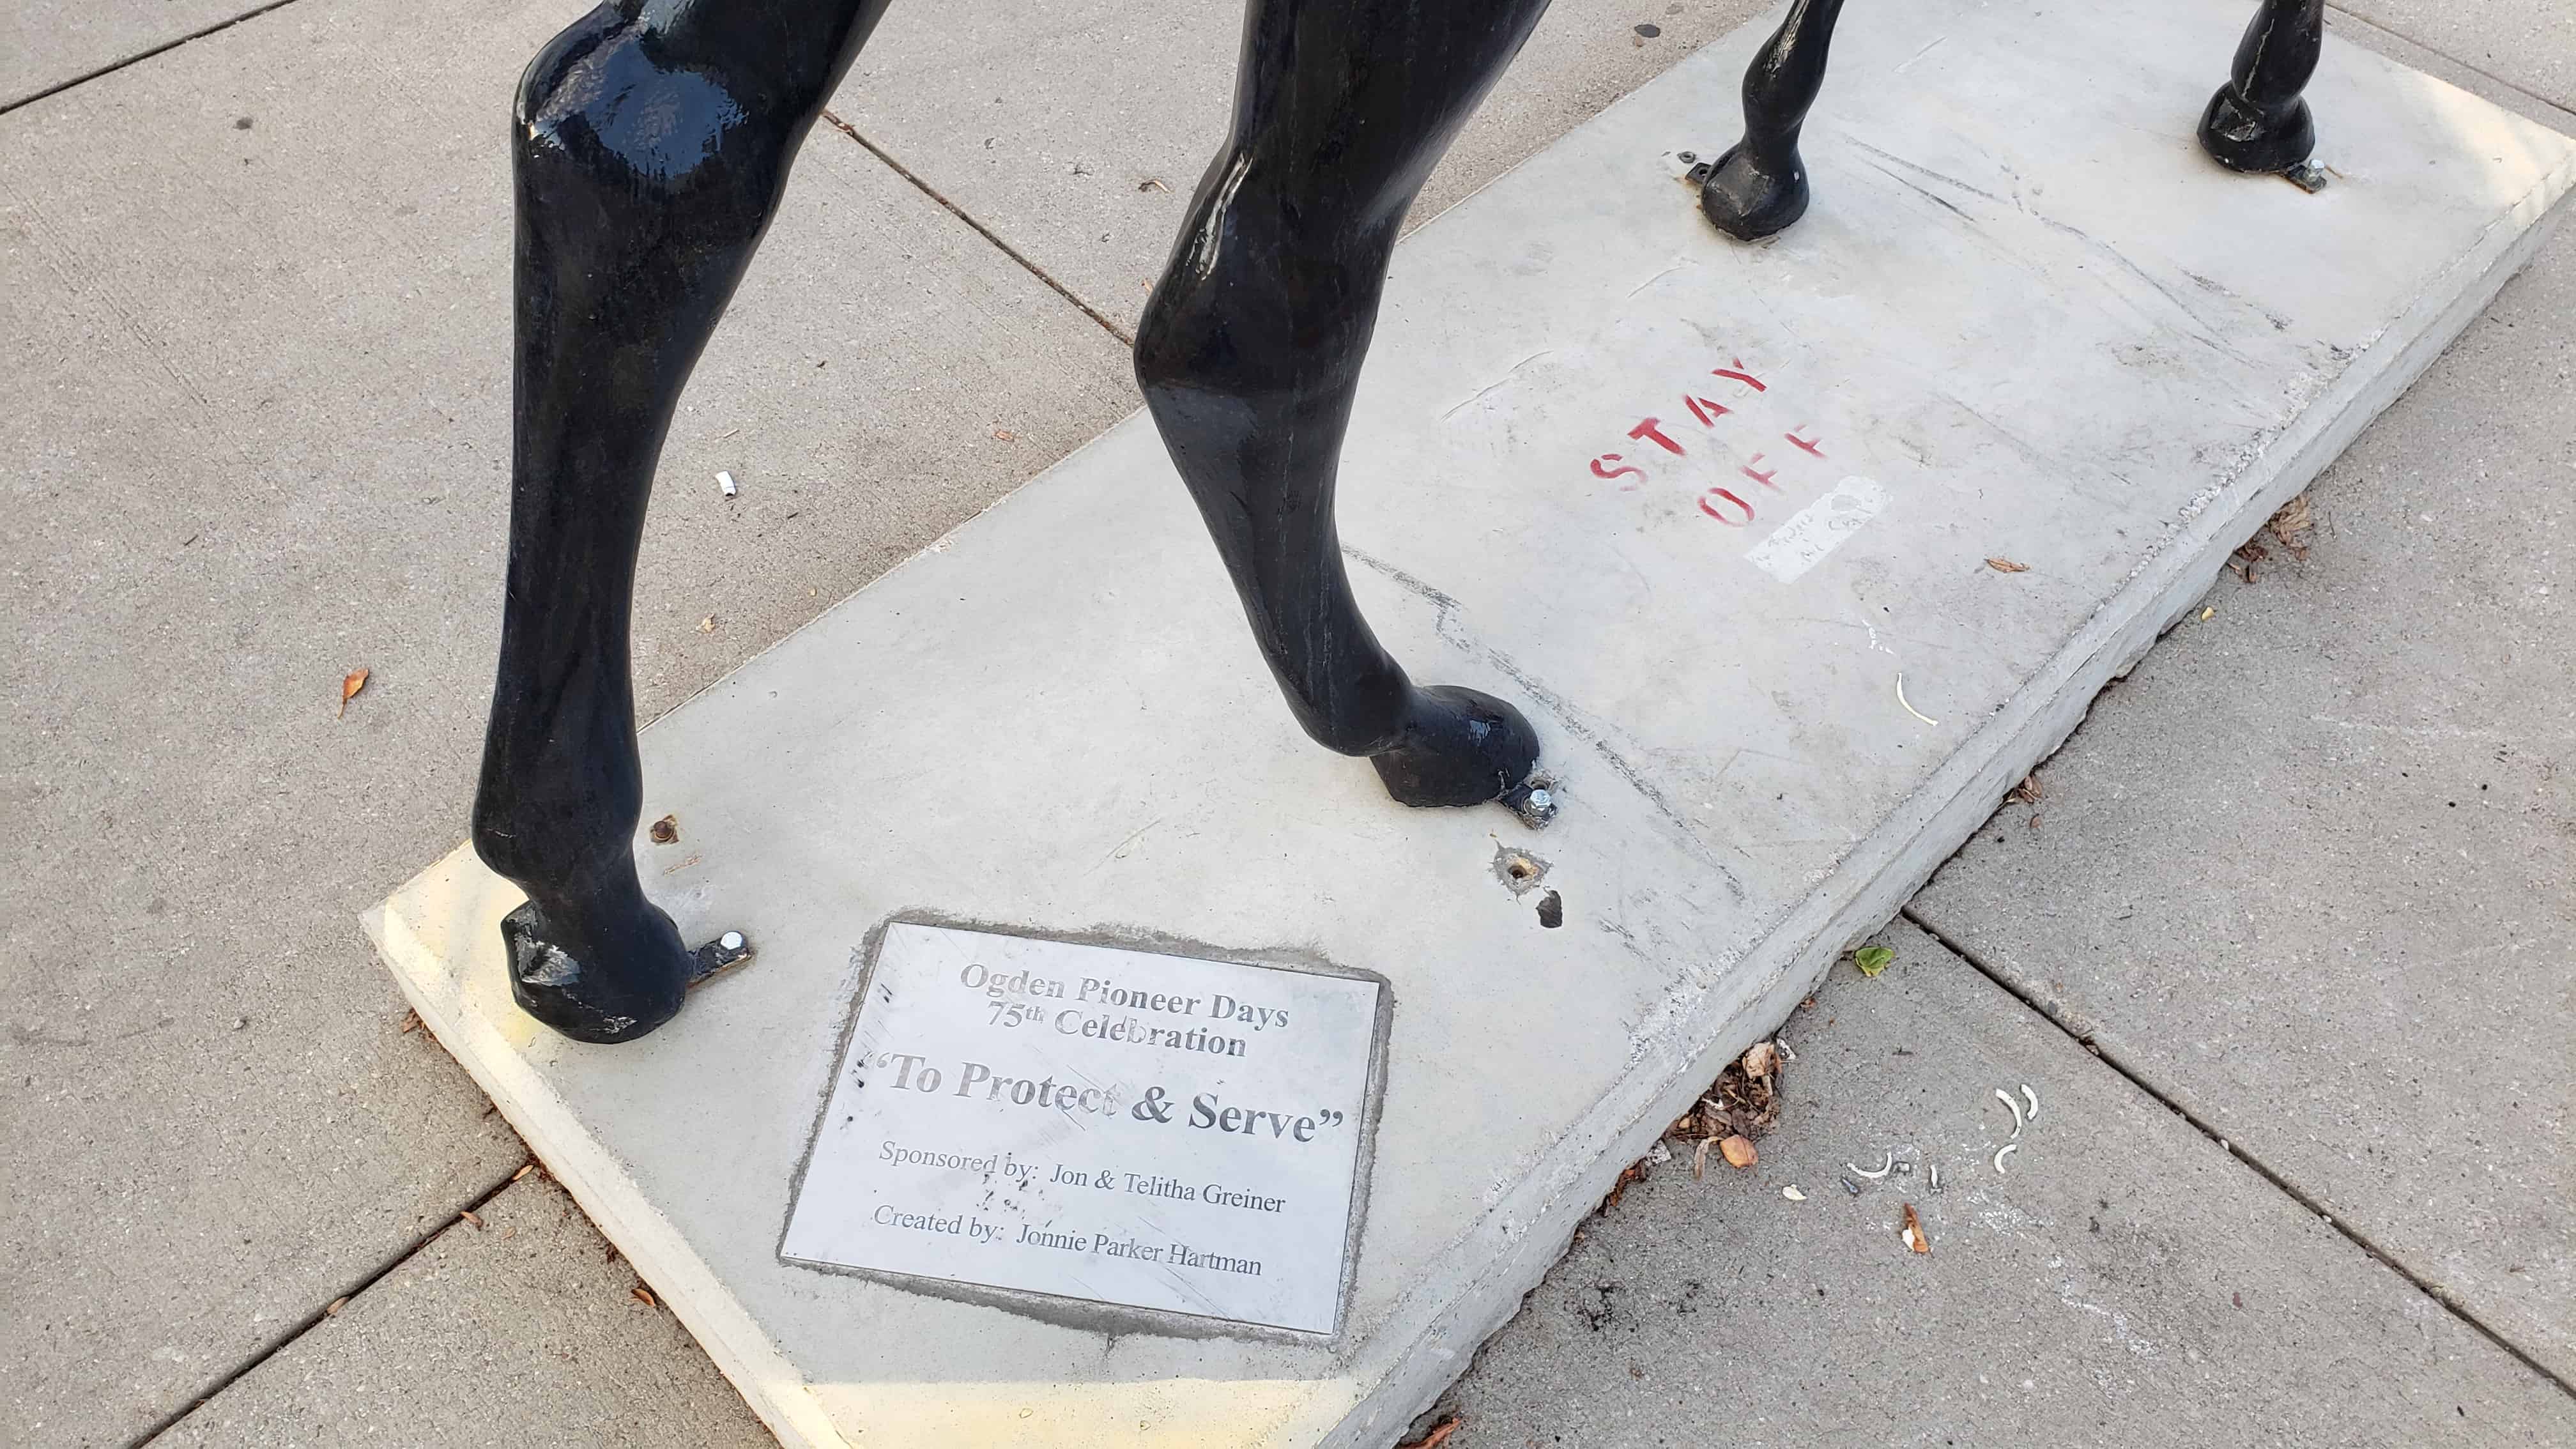 STAY
OFF
Ogden Pioneer Days
75th Celebration
“To Protect & Serve”
Sponsored by: Jon & Telitha Greiner
Created by: Jonnie Parker Hartman